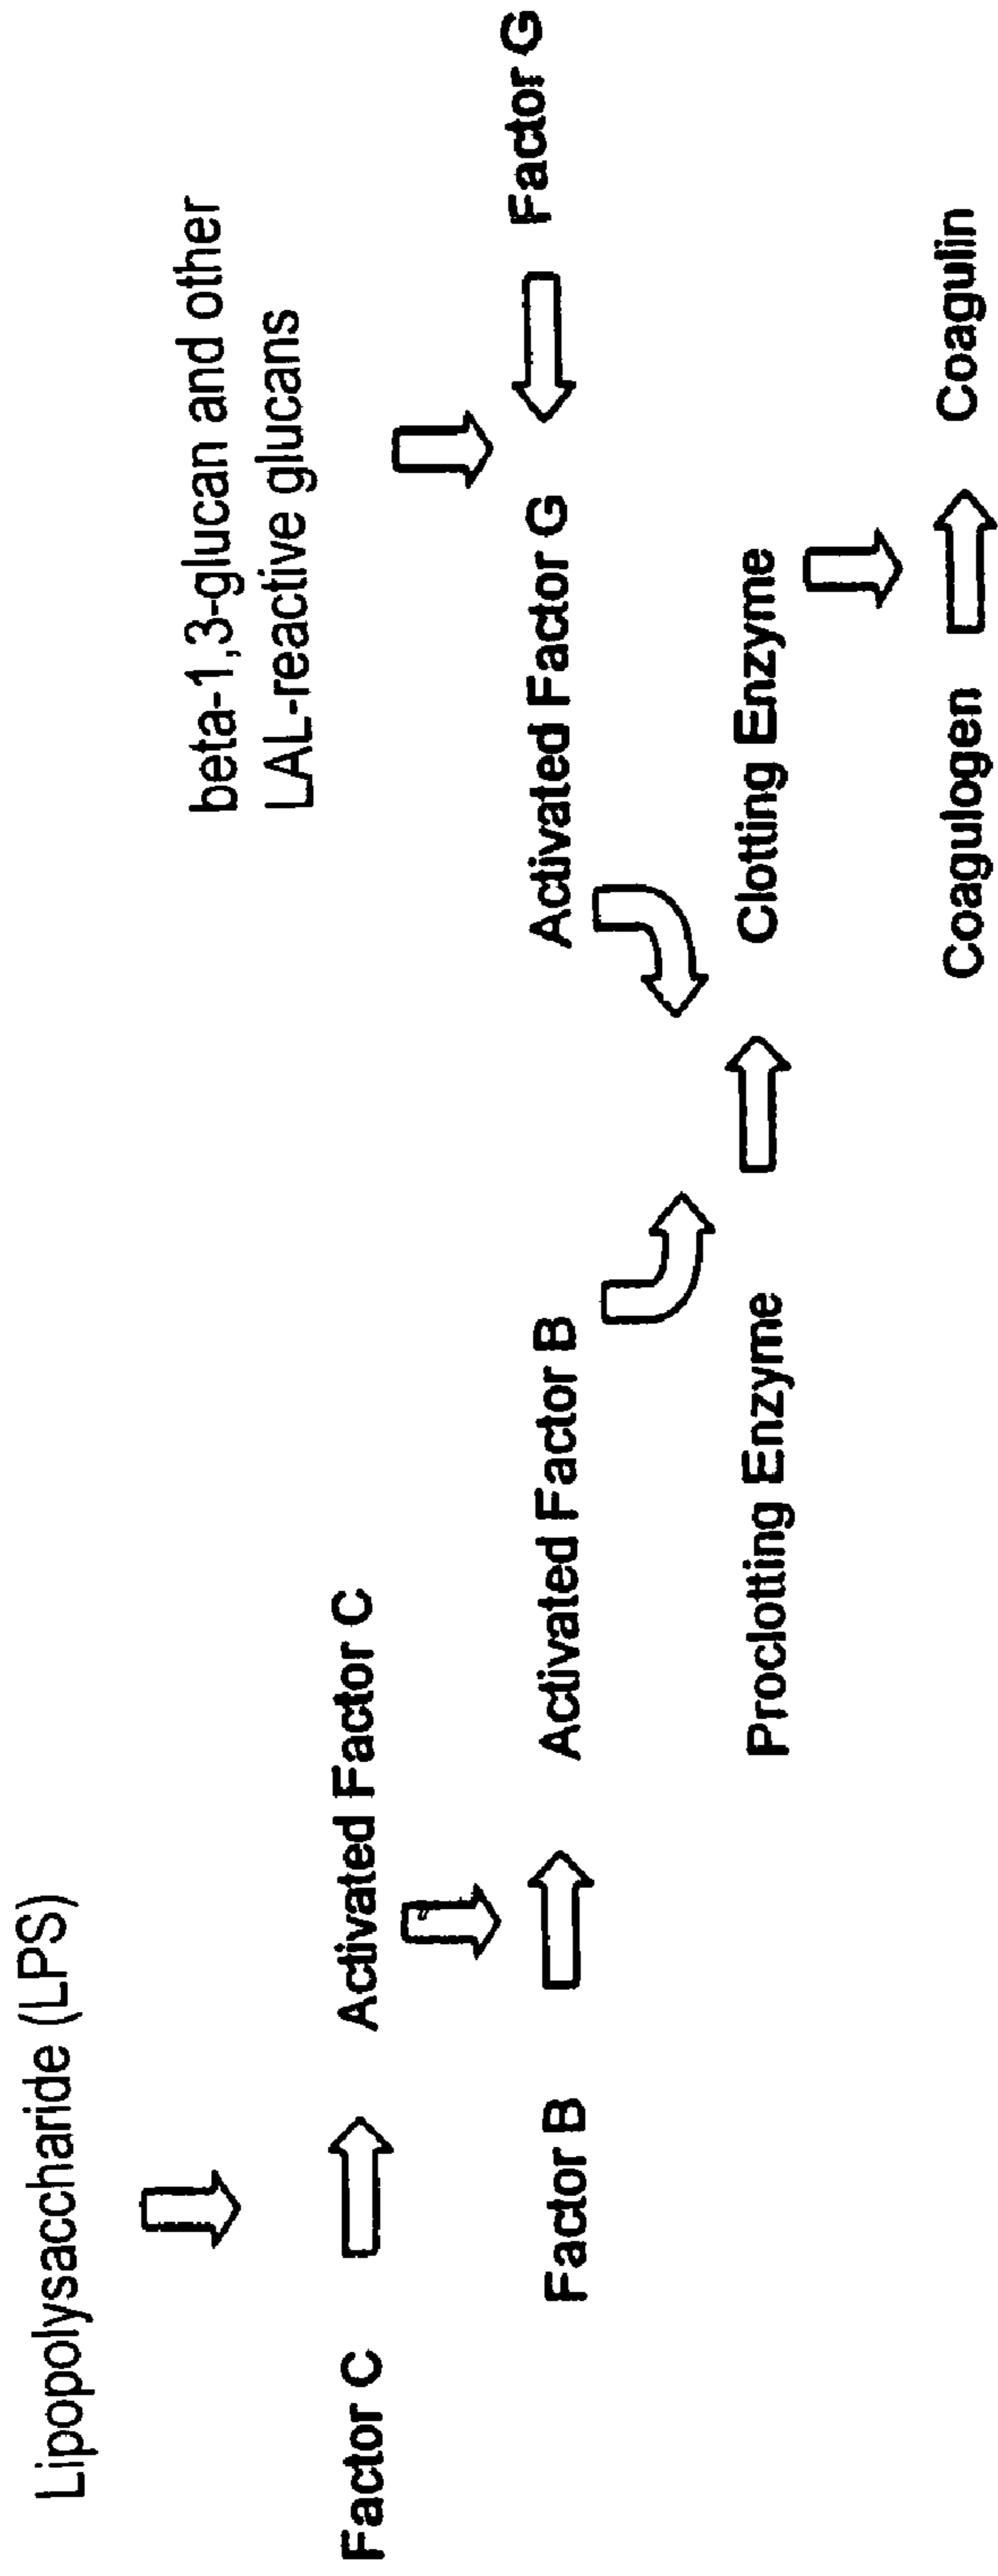 Lipopolysaccharide (LPS)
beta-1,3-glucan and other
LAL-reactive glucans
Factor C
Activated Factor C
Factor B
Activated Factor B
Activated Factor G
Factor G
Proclotting Enzyme
Clotting Enzyme
Coagulogen
Coagulin